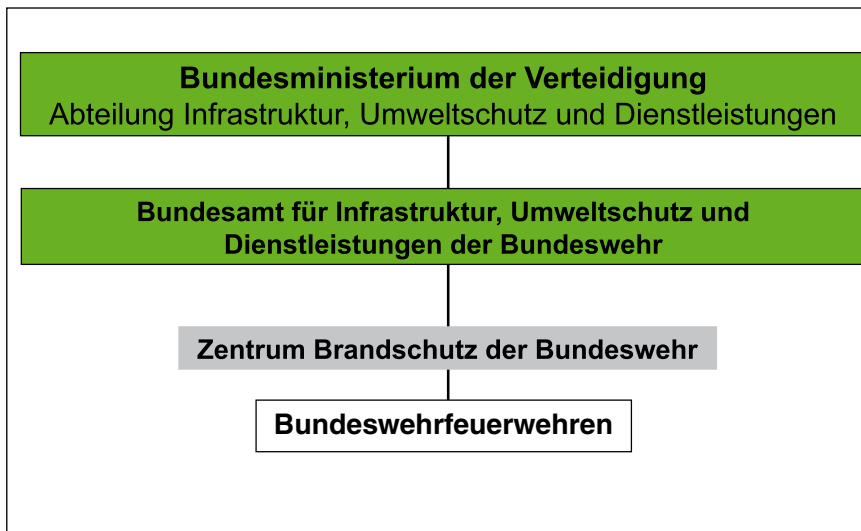 Bundesministerium der Verteidigung
Abteilung Infrastruktur, Umweltschutz und Dienstleistungen
Bundesamt für Infrastruktur, Umweltschutz und
Dienstleistungen der Bundeswehr
Zentrum Brandschutz der Bundeswehr
Bundeswehrfeuerwehren